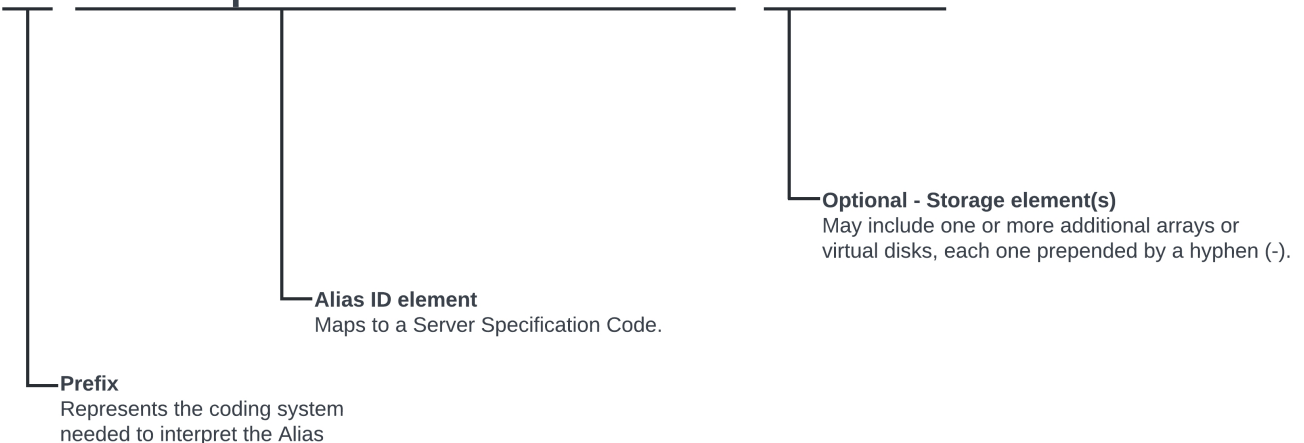 Optional - Storage element(s)
May include one or more additional arrays or
virtual disks, each one prepended by a hyphen (-).
Alias ID element
Maps to a Server Specification Code.
Prefix
Represents the coding system
needed to interpret the Alias